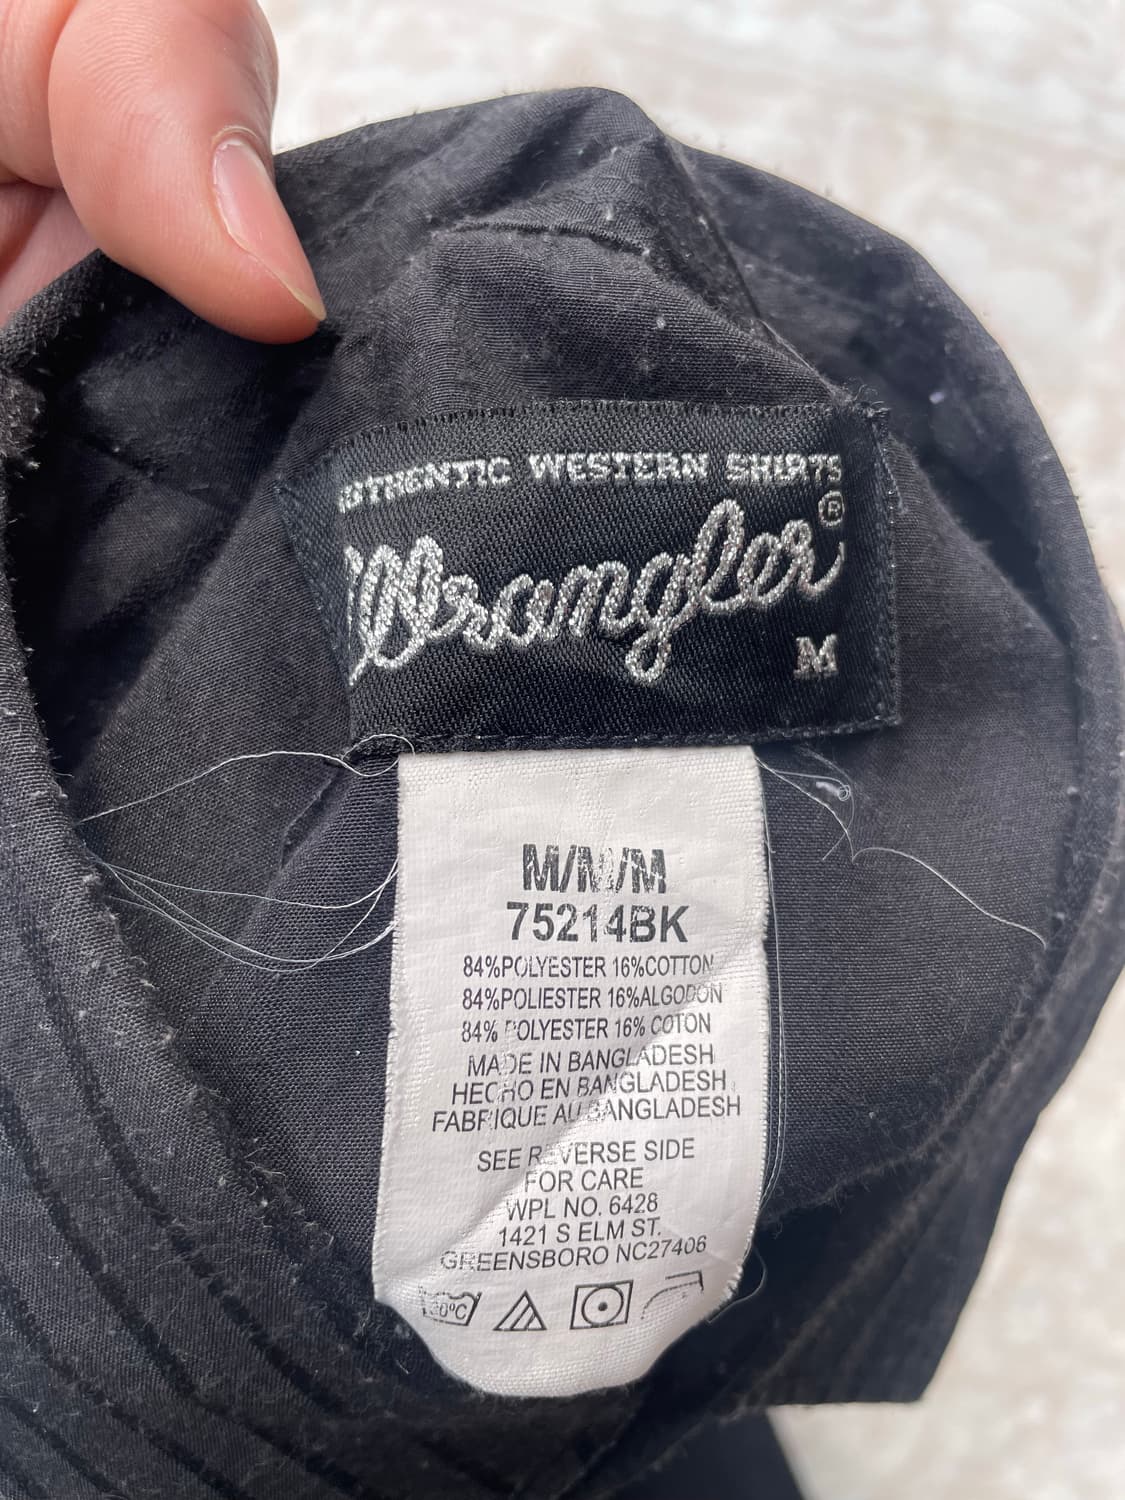 AUTHENTIC WESTERN SHIRTS
Wrangler®
M
M/M/M
75214BK
84%POLYESTER 16%COTTON
84%POLIESTER 16%ALGODON
84% POLYESTER 16% COTON
MADE IN BANGLADESH
HECHO EN BANGLADESH
FABRIQUE AU BANGLADESH
SEE REVERSE SIDE
FOR CARE
WPL NO. 6428
1421 S ELM ST.
GREENSBORO NC27406
30°C